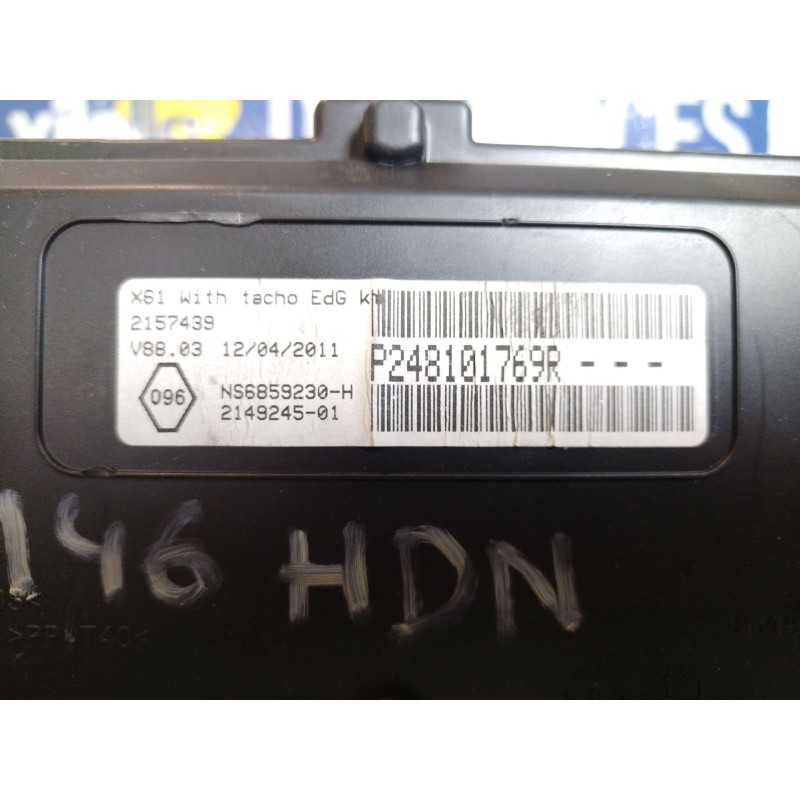 X61 With tacho EdG k
2157439
V88.03 12/04/2011
P248101769R - - -
096
NS6859230-H
2149245-01
146 HDN
>PP T40<